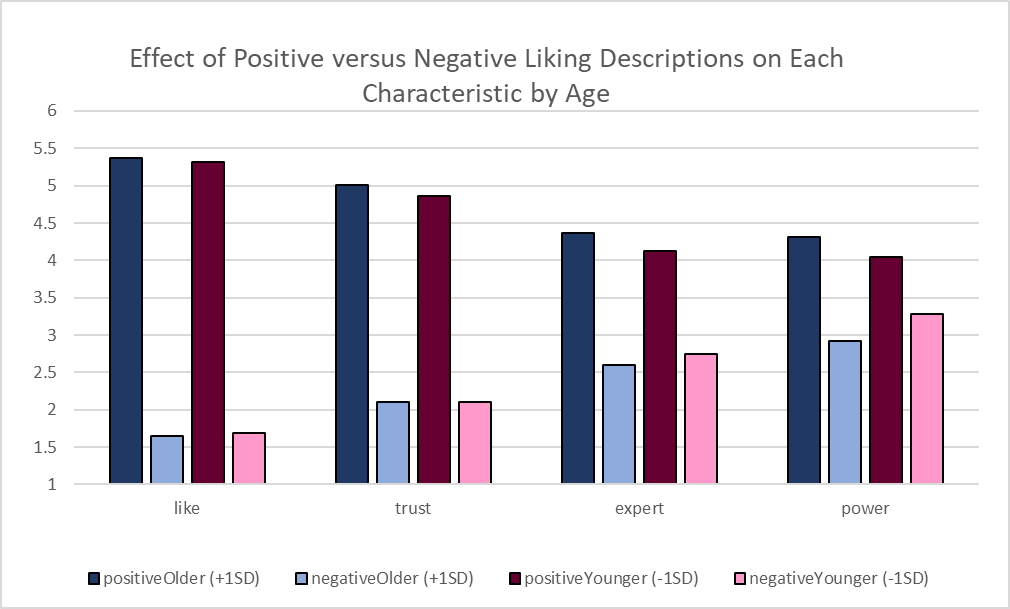 Effect of Positive versus Negative Liking Descriptions on Each
Characteristic by Age
6
5.5
5
4.5
4
3.5
3
2.5
2
1.5
1
like trust expert power
positiveOlder (+1SD) negativeOlder (+1SD) positiveYounger (-1SD) negativeYounger (-1SD)